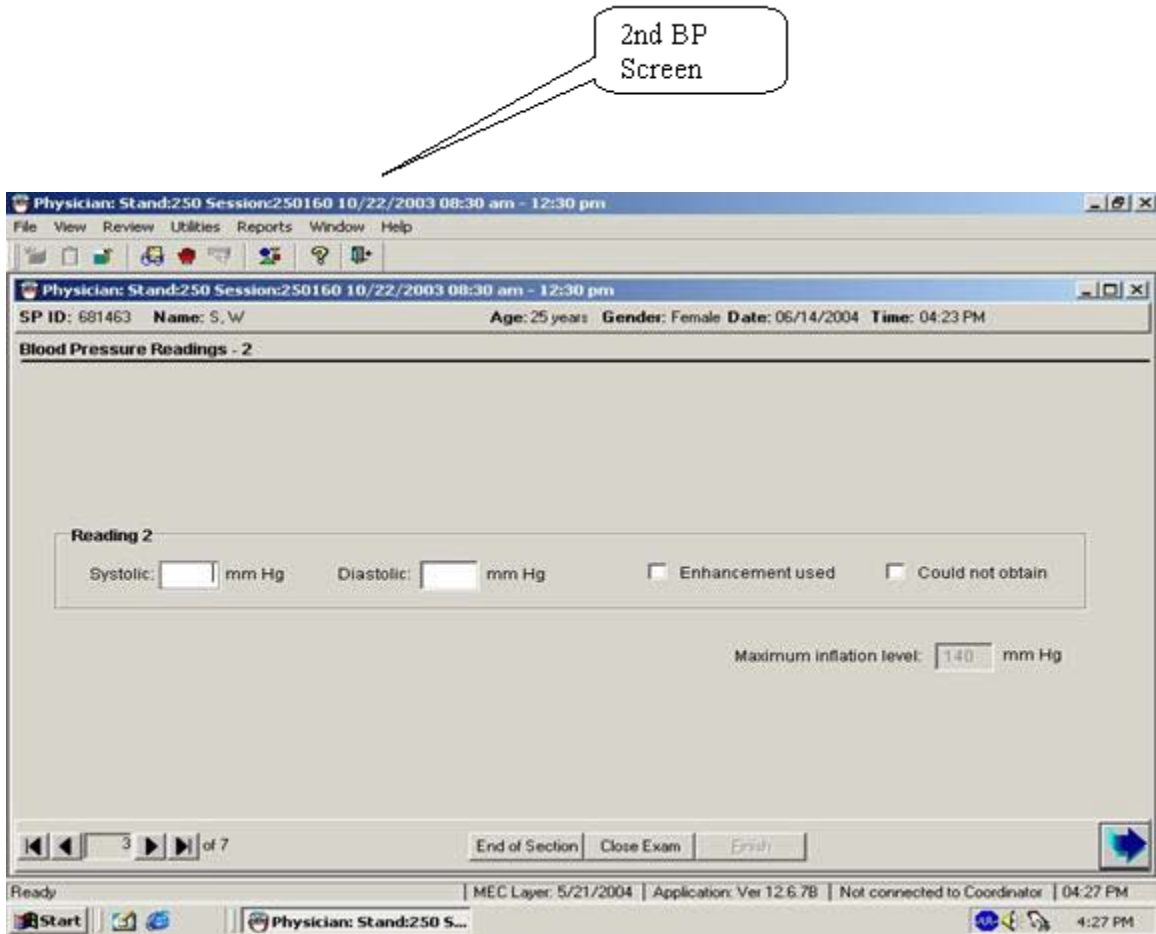 2nd BP
Screen
Physician: Stand:250 Session:250160 10/22/2003 08:30 am - 12:30 pm
File View Review Utilities Reports Window Help
Physician: Stand:250 Session:250160 10/22/2003 08:30 am - 12:30 pm
SP ID: 681463 Name: S, W Age: 25 years Gender: Female Date: 06/14/2004 Time: 04:23 PM
Blood Pressure Readings - 2
Reading 2
Systolic: mm Hg Diastolic: mm Hg Enhancement used Could not obtain
Maximum inflation level: 140 mm Hg
3 of 7 End of Section Close Exam Finish
Ready MEC Layer: 5/21/2004 Application: Ver 12.6.78 Not connected to Coordinator 04:27 PM
Start Physician: Stand:250 S... 4:27 PM